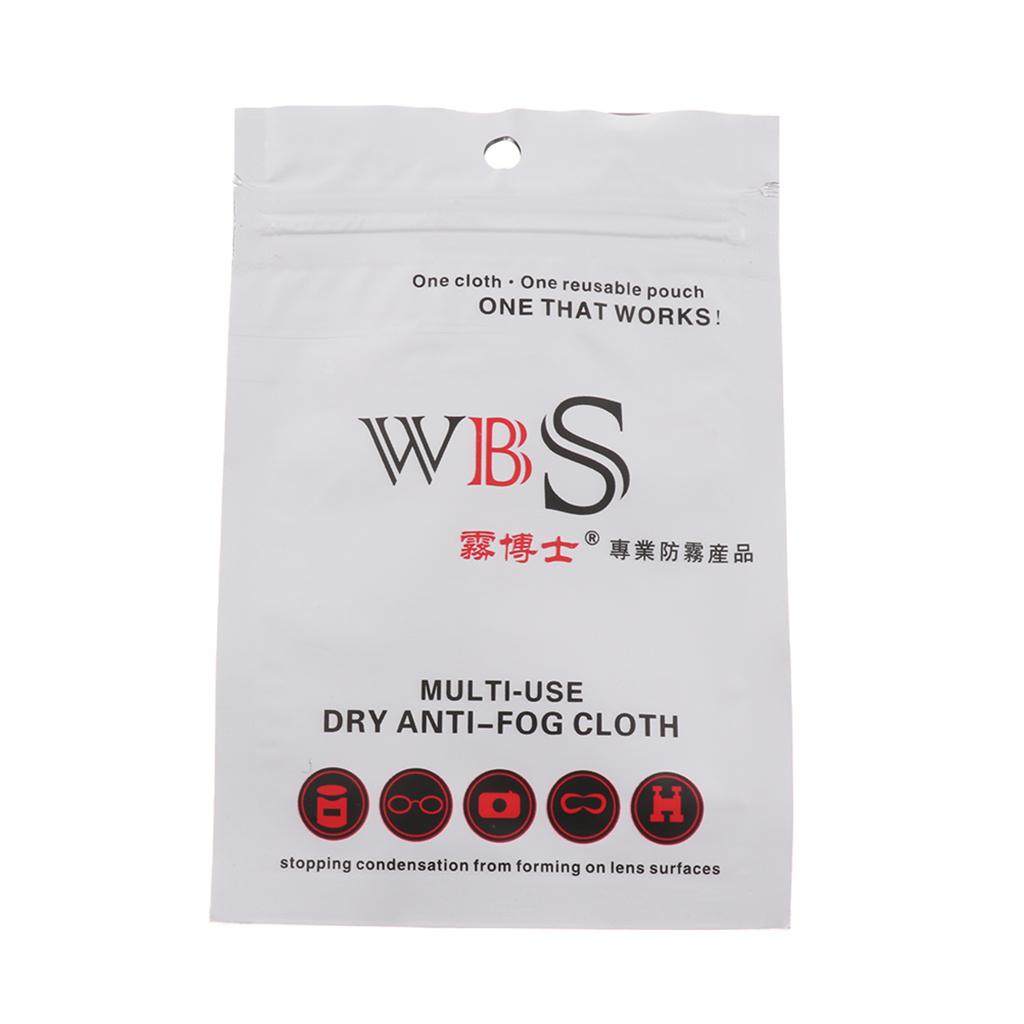 One cloth · One reusable pouch
ONE THAT WORKS!
WBS
霧博士® 專業防霧産品
MULTI-USE
DRY ANTI–FOG CLOTH
stopping condensation from forming on lens surfaces